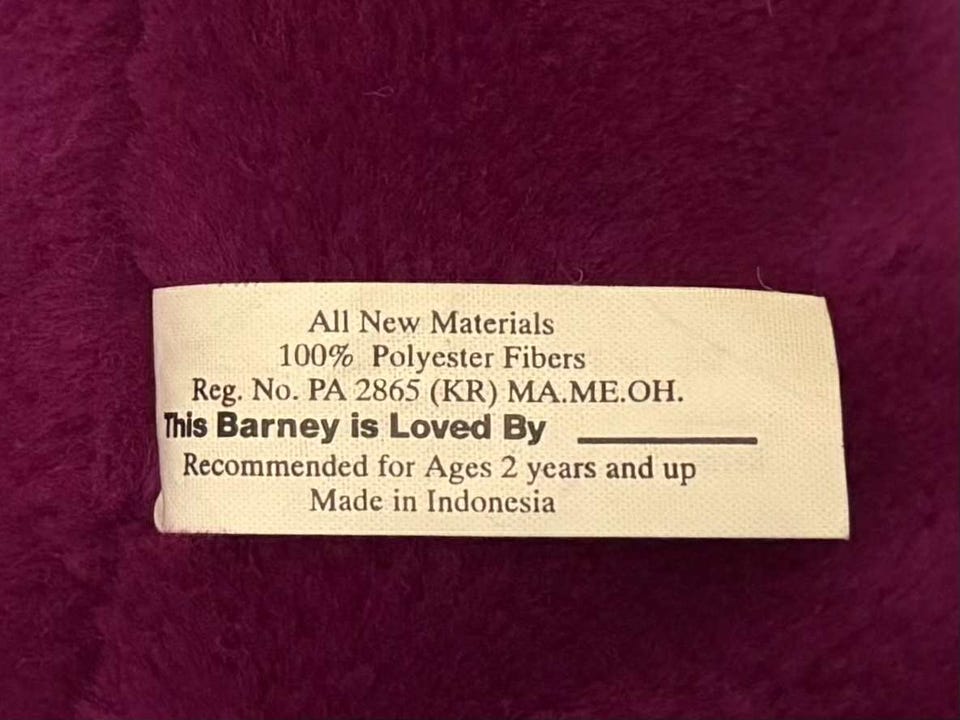 All New Materials
100% Polyester Fibers
Reg. No. PA 2865 (KR) MA.ME.OH.
This Barney is Loved By ________
Recommended for Ages 2 years and up
Made in Indonesia